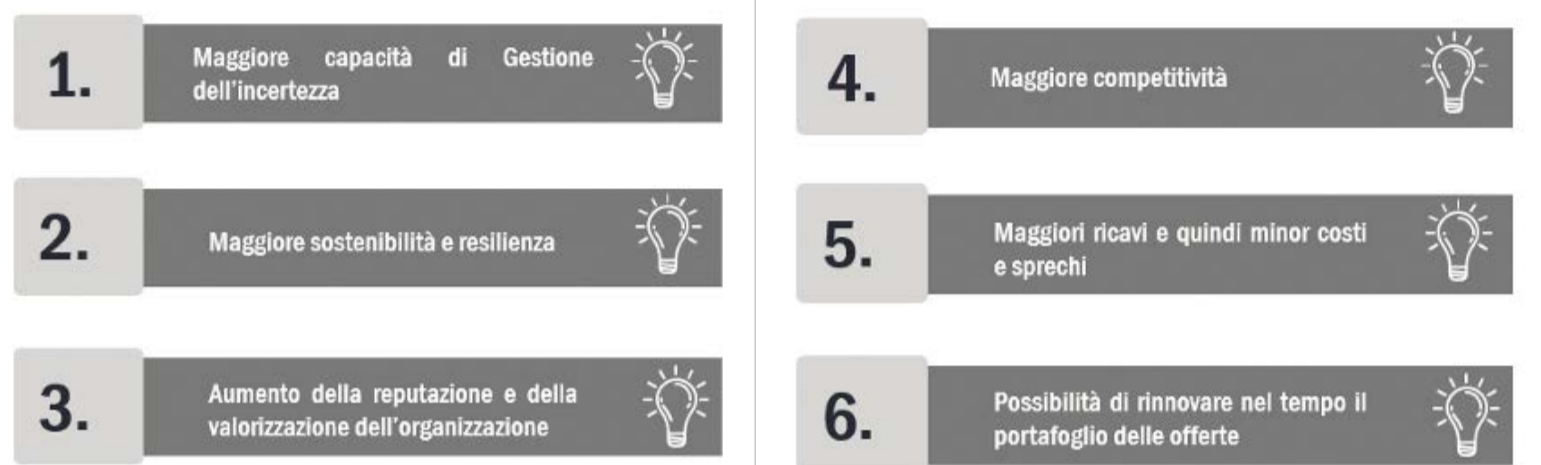 1.
Maggiore capacità di Gestione
dell'incertezza
2.
Maggiore sostenibilità e resilienza
3.
Aumento della reputazione e della
valorizzazione dell'organizzazione
4.
Maggiore competitività
5.
Maggiori ricavi e quindi minor costi
e sprechi
6.
Possibilità di rinnovare nel tempo il
portafoglio delle offerte